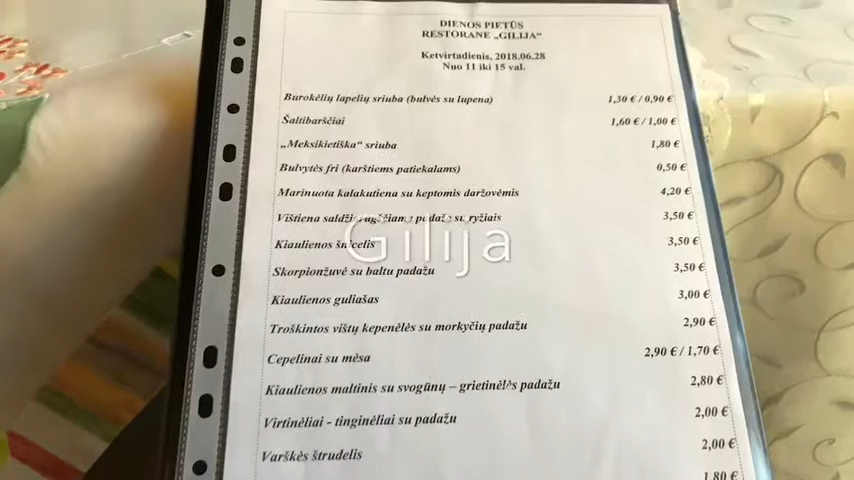 DIENOS PIETŪS
RESTORANE „GILIJA"
Ketvirtadienis, 2018.06.28
Nuo 11 iki 15 val.
Burokėlių lapelių sriuba (bulvės su lupena) 1,30 €/ 0,90 €
Šaltibarščiai 1,60 €/ 1,00 €
„Meksikietiška" sriuba 1,80 €
Bulvytės fri (karštiems patiekalams) 0,50 €
Marinuota kalakutiena su keptomis daržovėmis 4,20 €
Vištiena saldžiarūgščiame padaže su ryžiais 3,50 €
Kiaulienos šnicelis 3,50 €
Gilija
Skorpionžuvė su baltu padažu 3,50 €
Kiaulienos guliašas 3,00 €
Troškintos vištų kepenėlės su morkyčių padažu 2,90 €
Cepelinai su mėsa 2,90 € / 1,70 €
Kiaulienos maltinis su svogūnų – grietinėlės padažu 2,80 €
Virtinėliai - tinginėliai su padažu 2,00 €
Varškės štrudelis 2,00 €
1,80 €